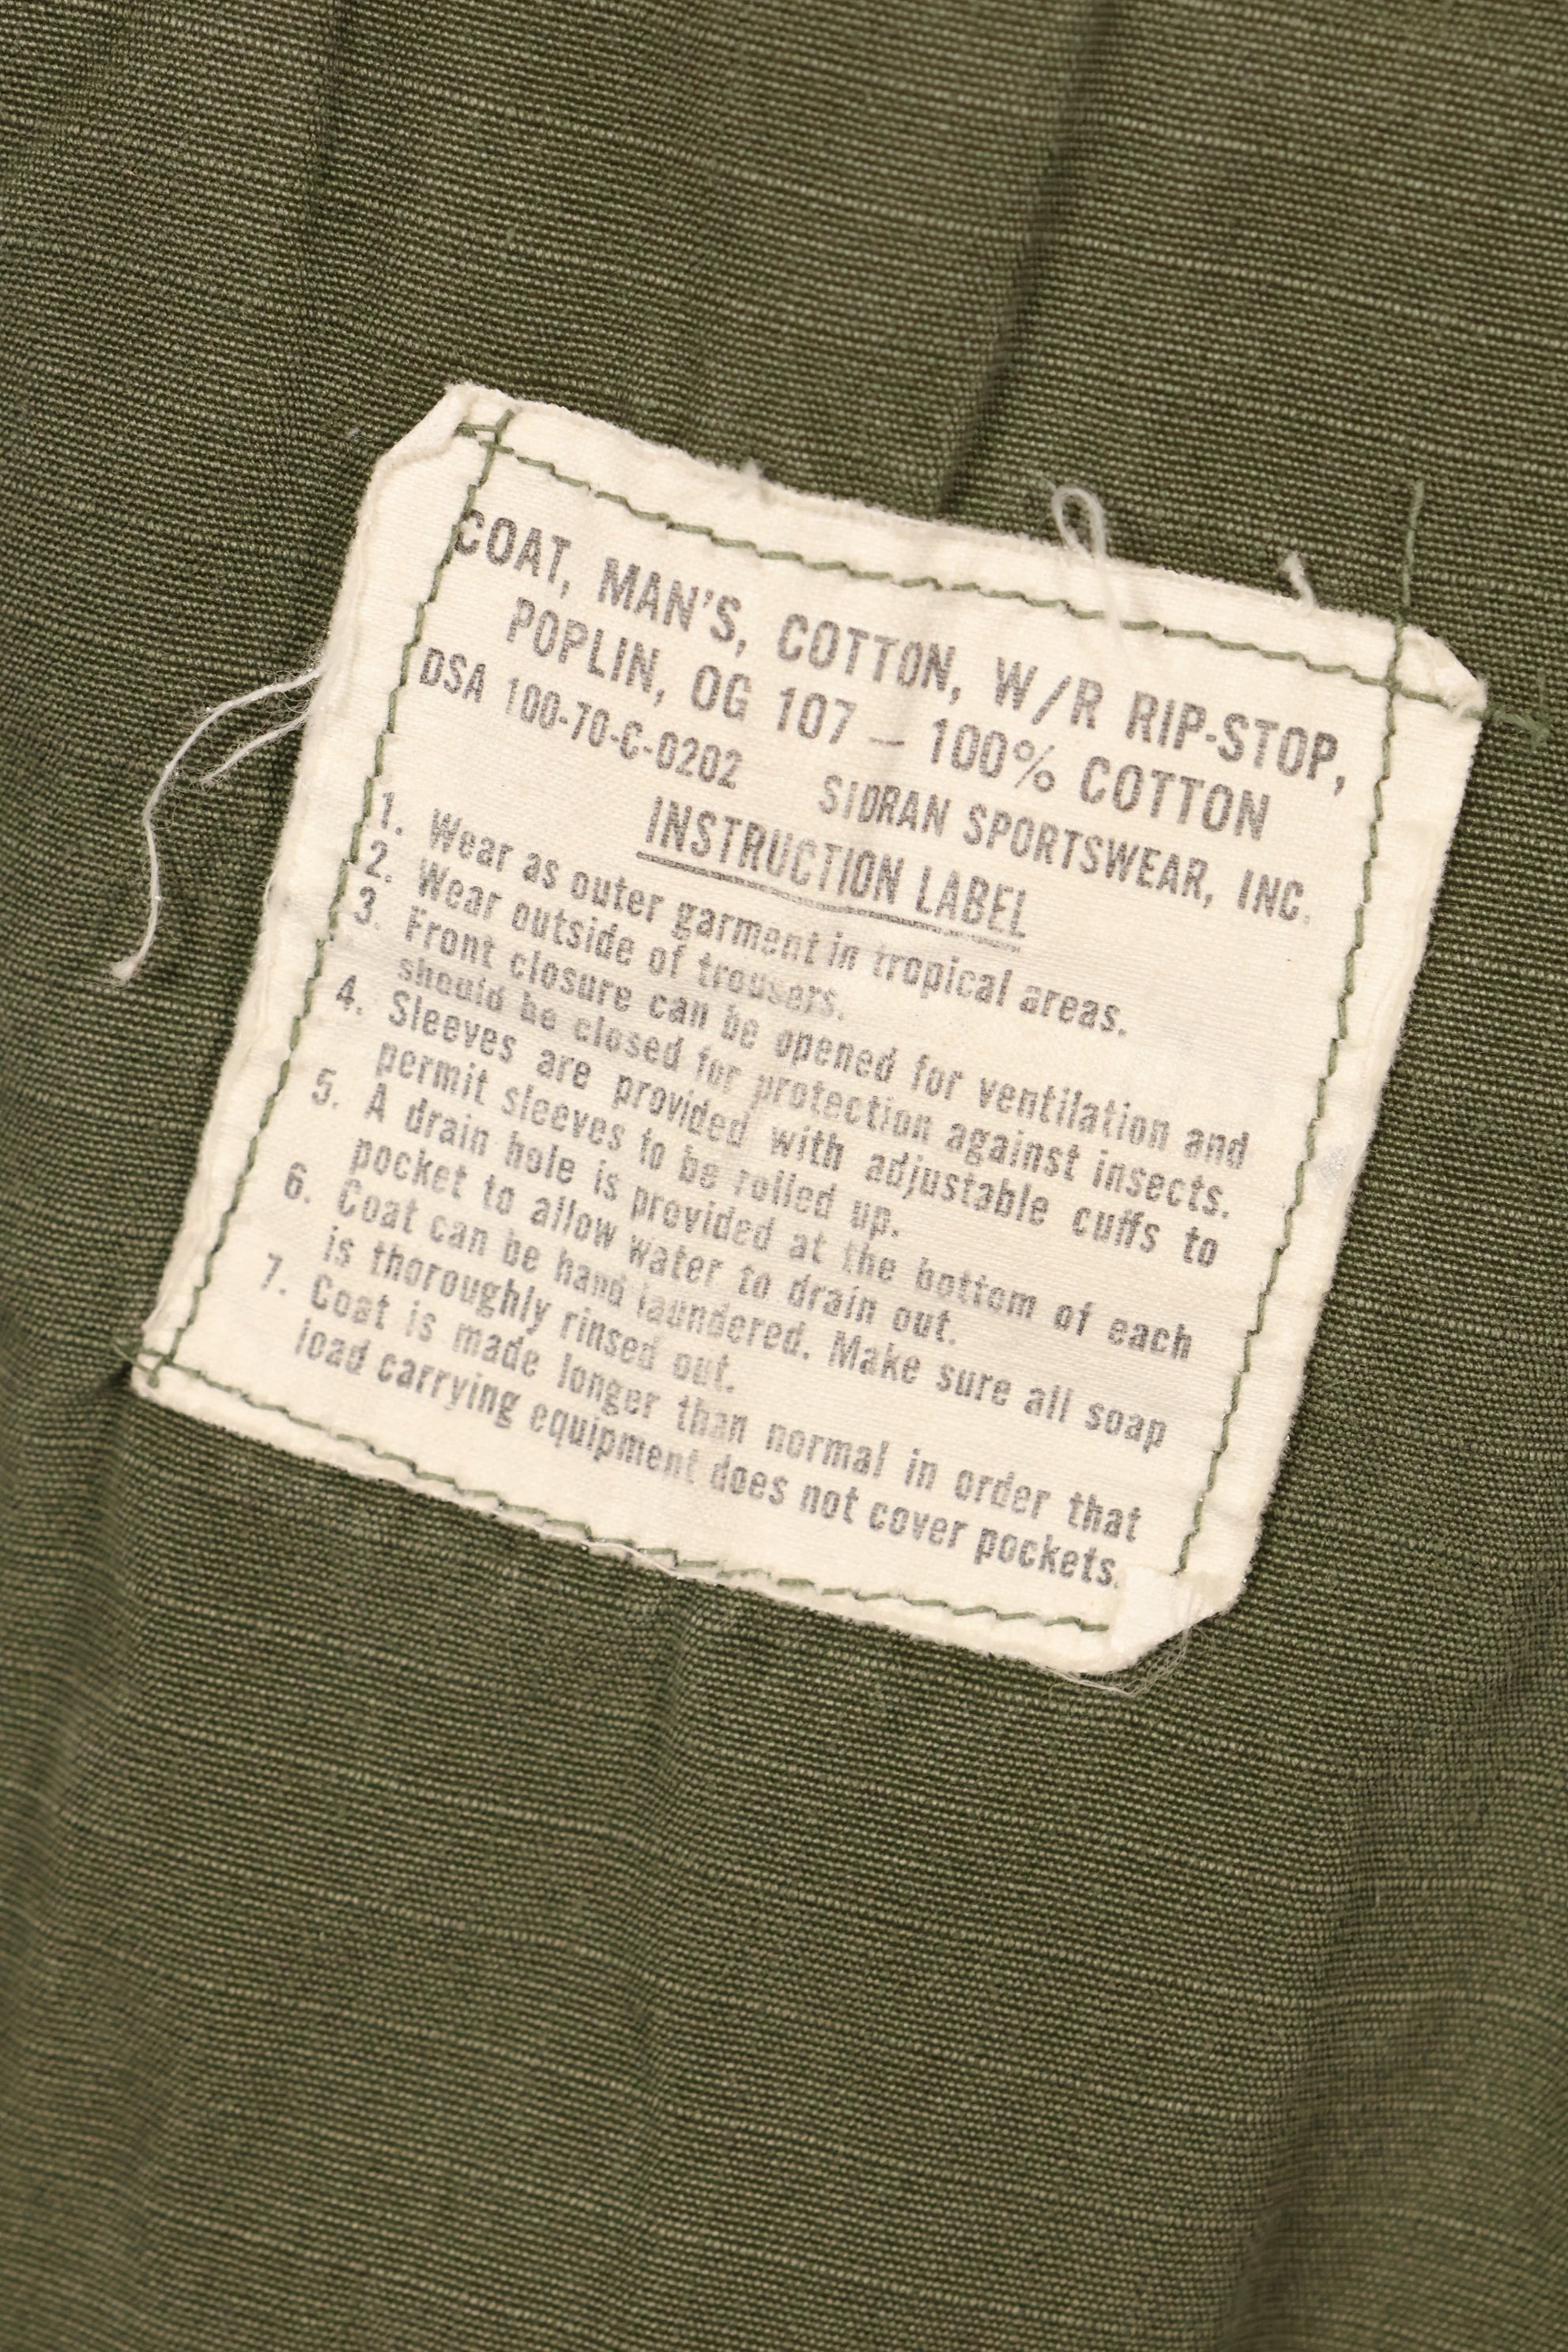 COAT, MAN'S, COTTON, W/R RIP-STOP,
POPLIN, OG 107 — 100% COTTON
DSA 100-70-C-0202 SIDRAN SPORTSWEAR, INC.
INSTRUCTION LABEL
1. Wear as outer garment in tropical areas.
2. Wear outside of trousers.
3. Front closure can be opened for ventilation and
should be closed for protection against insects.
4. Sleeves are provided with adjustable cuffs to
permit sleeves to be rolled up.
5. A drain hole is provided at the bottom of each
pocket to allow water to drain out.
6. Coat can be hand laundered. Make sure all soap
is thoroughly rinsed out.
7. Coat is made longer than normal in order that
load carrying equipment does not cover pockets.